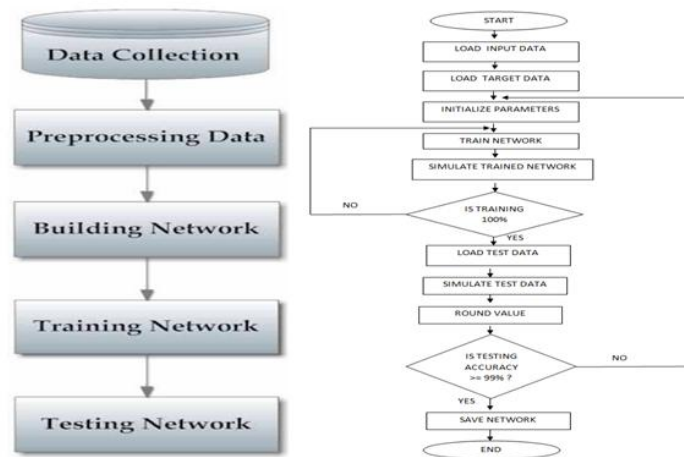 Data Collection
Preprocessing Data
Building Network
Training Network
Testing Network
START
LOAD INPUT DATA
LOAD TARGET DATA
INITIALIZE PARAMETERS
TRAIN NETWORK
SIMULATE TRAINED NETWORK
NO
IS TRAINING
100%
YES
LOAD TEST DATA
SIMULATE TEST DATA
ROUND VALUE
IS TESTING
ACCURACY
>= 99% ?
NO
YES
SAVE NETWORK
END